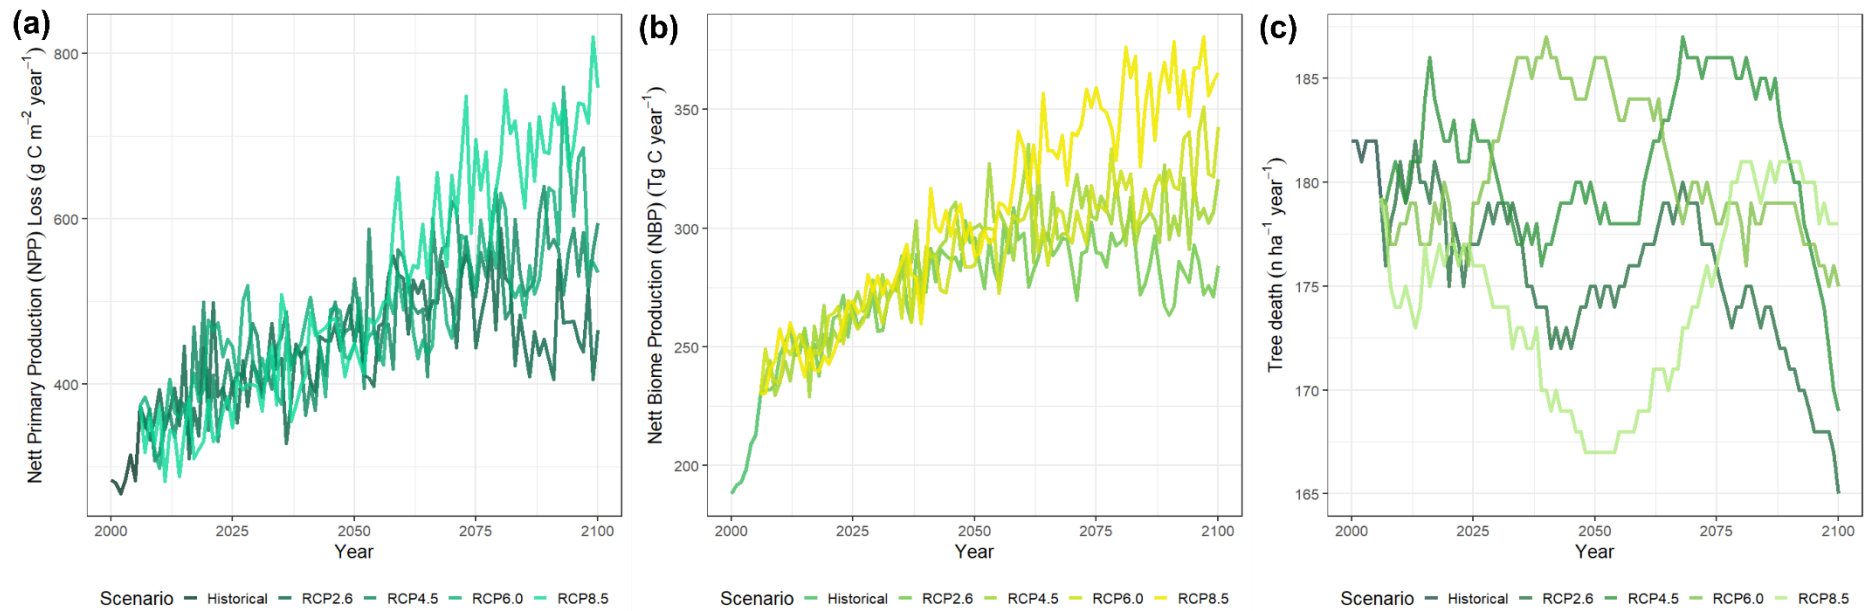 (a)
Nett Primary Production (NPP) Loss (g C m⁻² year⁻¹)
800
600
400
2000 2025 2050 2075 2100
Year
Scenario Historical RCP2.6 RCP4.5 RCP6.0 RCP8.5
(b)
Nett Biome Production (NBP) (Tg C year⁻¹)
350
300
250
200
2000 2025 2050 2075 2100
Year
Scenario Historical RCP2.6 RCP4.5 RCP6.0 RCP8.5
(c)
Tree death (n ha⁻¹ year⁻¹)
185
180
175
170
165
2000 2025 2050 2075 2100
Year
Scenario Historical RCP2.6 RCP4.5 RCP6.0 RCP8.5